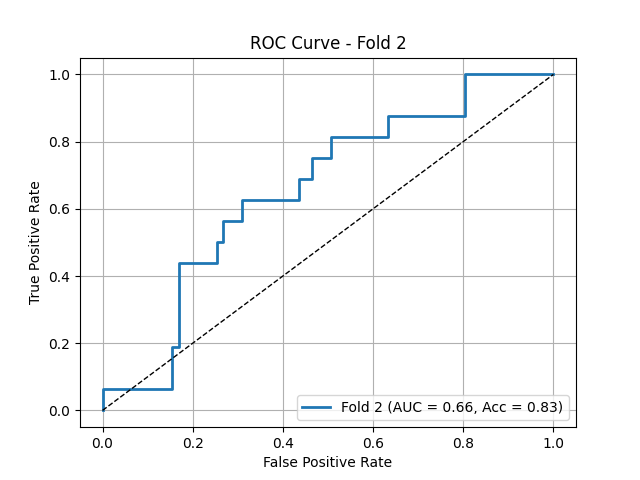 ROC Curve - Fold 2
True Positive Rate
1.0
0.8
0.6
0.4
0.2
0.0
Fold 2 (AUC = 0.66, Acc = 0.83)
0.0 0.2 0.4 0.6 0.8 1.0
False Positive Rate